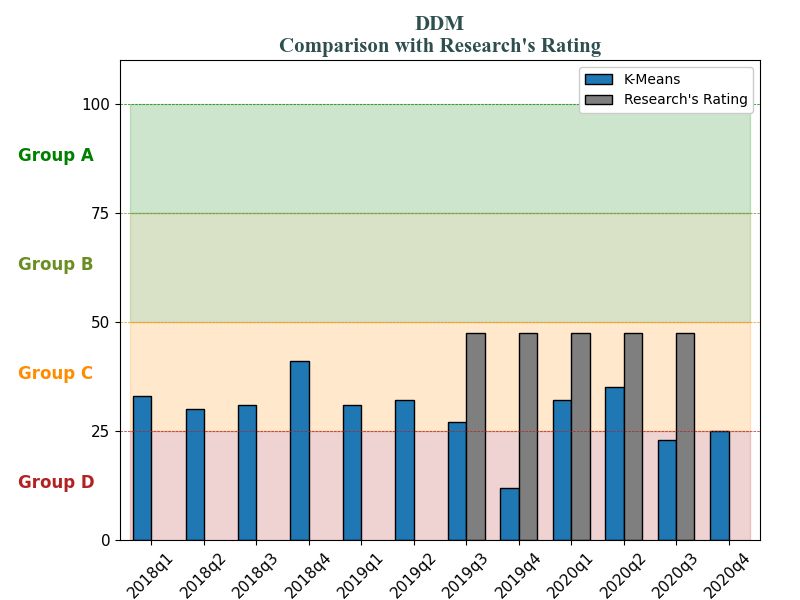 DDM
Comparison with Research's Rating
K-Means
Research's Rating
100
Group A
75
Group B
50
Group C
25
Group D
0
2018q1 2018q2 2018q3 2018q4 2019q1 2019q2 2019q3 2019q4 2020q1 2020q2 2020q3 2020q4